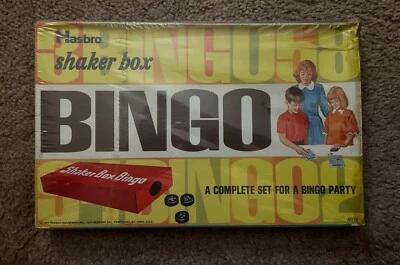 Hasbro
shaker box
BINGO
Shaker Box Bingo
A COMPLETE SET FOR A BINGO PARTY